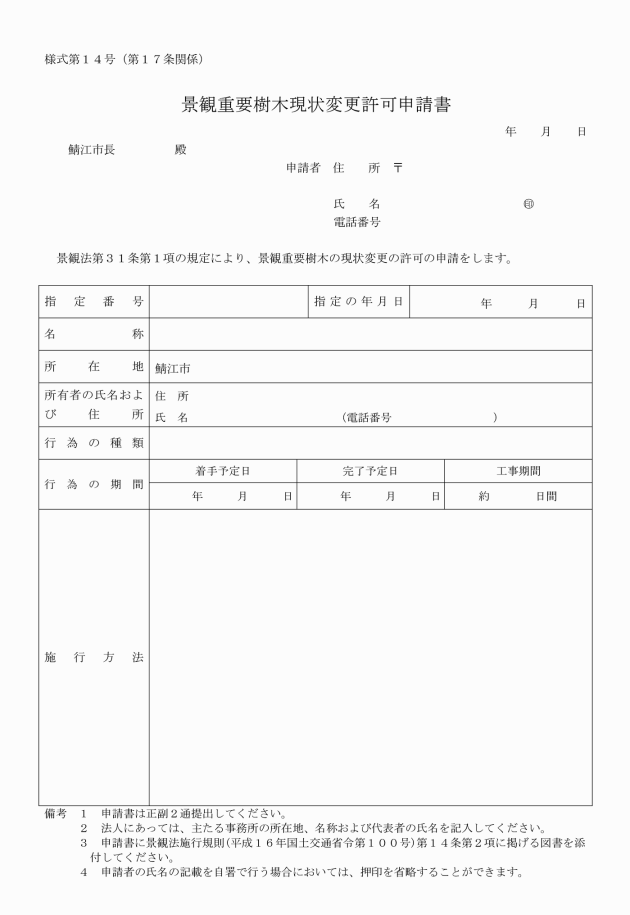 様式第１４号（第１７条関係）
景観重要樹木現状変更許可申請書
年　　月　　日
鯖江市長　　　　　殿
申請者　住　　所　〒
氏　　名　　　　　　　　　　　　㊞
電話番号
景観法第３１条第１項の規定により、景観重要樹木の現状変更の許可の申請をします。
指定番号　　指定の年月日　　年　　月　　日
名称
所在地　鯖江市
所有者の氏名およ　住　所
び住所　氏　名　　（電話番号　　　　　　）
行為の種類
着手予定日　　完了予定日　　工事期間
行為の期間
年　　月　　日　　年　　月　　日　　約　　日間
施行方法
備考　１　申請書は正副２通提出してください。
２　法人にあっては、主たる事務所の所在地、名称および代表者の氏名を記入してください。
３　申請書に景観法施行規則(平成１６年国土交通省令第１００号)第１４条第２項に掲げる図書を添
付してください。
４　申請者の氏名の記載を自署で行う場合においては、押印を省略することができます。